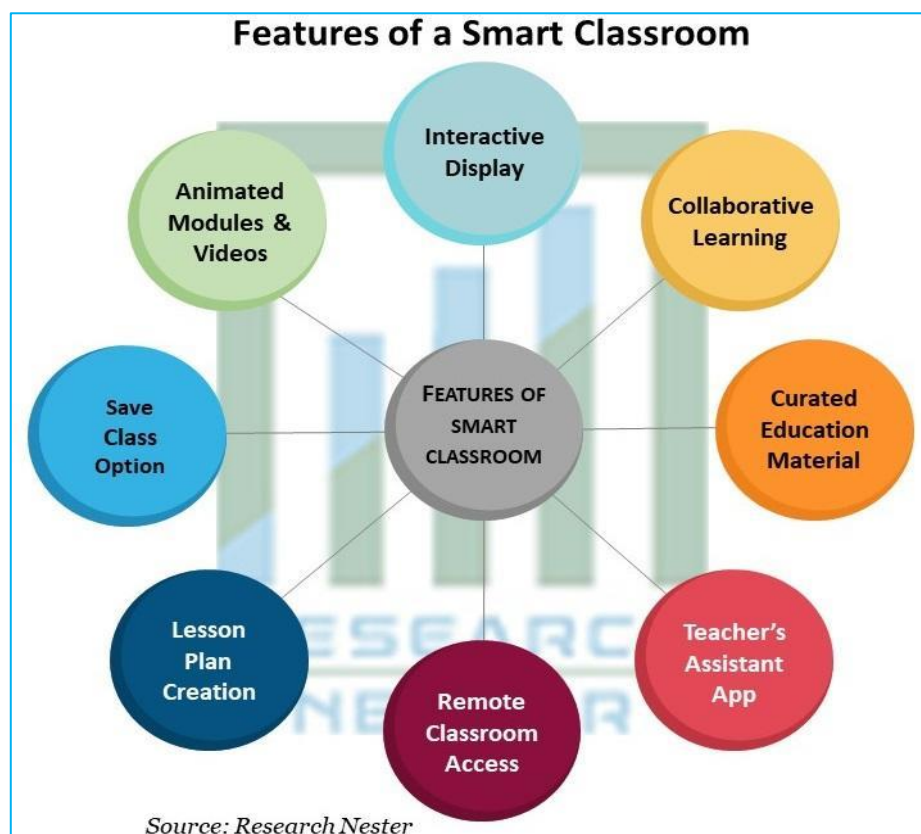 Features of a Smart Classroom
Interactive
Display
Collaborative
Learning
Curated
Education
Material
Teacher's
Assistant
App
Remote
Classroom
Access
Lesson
Plan
Creation
Save
Class
Option
Animated
Modules &
Videos
FEATURES OF
SMART
CLASSROOM
Source: Research Nester